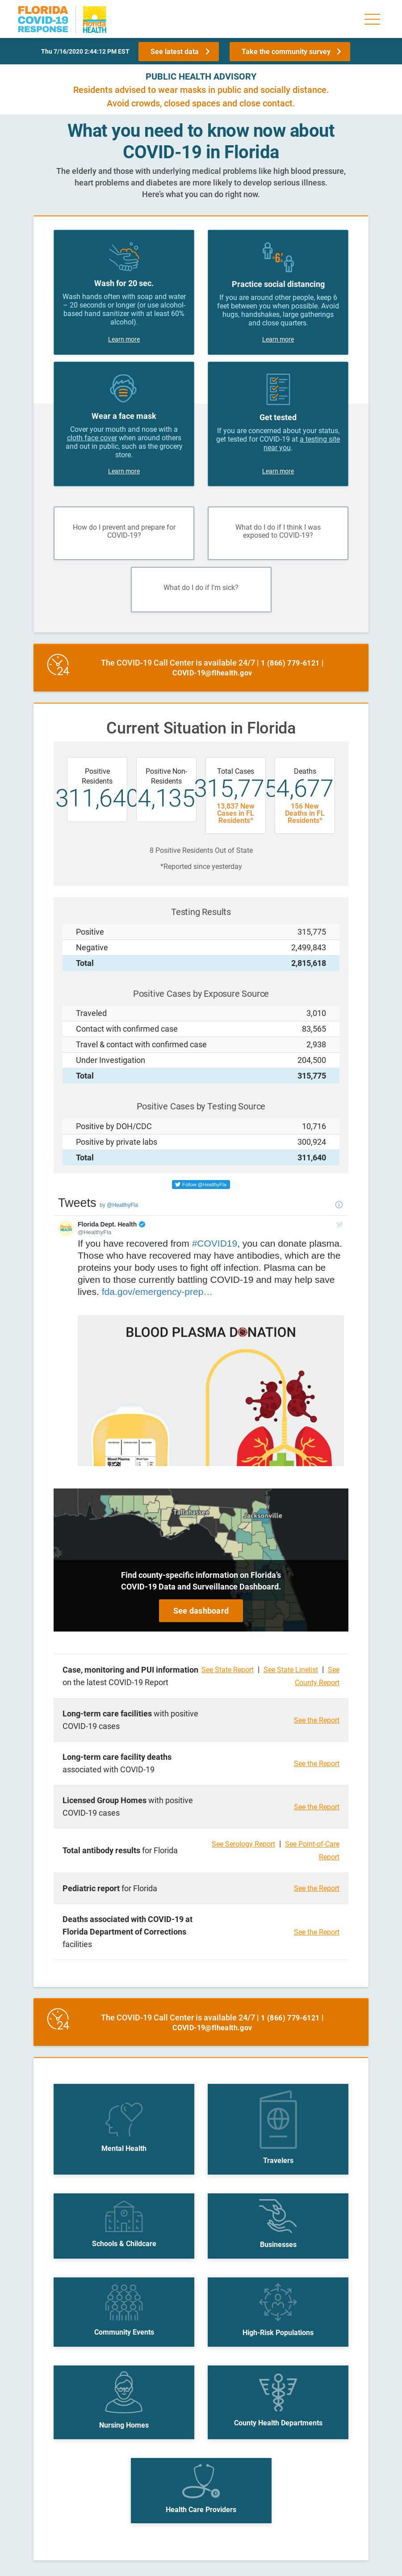 FLORIDA
COVID-19
RESPONSE
Florida
HEALTH
Thu 7/16/2020 2:44:12 PM EST
See latest data
Take the community survey
PUBLIC HEALTH ADVISORY
Residents advised to wear masks in public and socially distance.
Avoid crowds, closed spaces and close contact.
What you need to know now about
COVID-19 in Florida
The elderly and those with underlying medical problems like high blood pressure,
heart problems and diabetes are more likely to develop serious illness.
Here's what you can do right now.
Wash for 20 sec.
Wash hands often with soap and water
– 20 seconds or longer (or use alcohol-
based hand sanitizer with at least 60%
alcohol).
Learn more
6'
Practice social distancing
If you are around other people, keep 6
feet between you when possible. Avoid
hugs, handshakes, large gatherings
and close quarters.
Learn more
Wear a face mask
Cover your mouth and nose with a
cloth face cover when around others
and out in public, such as the grocery
store.
Learn more
Get tested
If you are concerned about your status,
get tested for COVID-19 at a testing site
near you.
Learn more
How do I prevent and prepare for
COVID-19?
What do I do if I think I was
exposed to COVID-19?
What do I do if I'm sick?
24
The COVID-19 Call Center is available 24/7 | 1 (866) 779-6121 |
COVID-19@flhealth.gov
Current Situation in Florida
Positive
Residents
311,640
Positive Non-
Residents
4,135
Total Cases
315,775
13,837 New
Cases in FL
Residents*
Deaths
4,677
156 New
Deaths in FL
Residents*
8 Positive Residents Out of State
*Reported since yesterday
Testing Results
Positive 315,775
Negative 2,499,843
Total 2,815,618
Positive Cases by Exposure Source
Traveled 3,010
Contact with confirmed case 83,565
Travel & contact with confirmed case 2,938
Under Investigation 204,500
Total 315,775
Positive Cases by Testing Source
Positive by DOH/CDC 10,716
Positive by private labs 300,924
Total 311,640
Follow @HealthyFla
Tweets by @HealthyFla
Florida Dept. Health
@HealthyFla
If you have recovered from #COVID19, you can donate plasma.
Those who have recovered may have antibodies, which are the
proteins your body uses to fight off infection. Plasma can be
given to those currently battling COVID-19 and may help save
lives. fda.gov/emergency-prep…
BLOOD PLASMA DONATION
Blood Plasma
Tallahassee
Jacksonville
Find county-specific information on Florida's
COVID-19 Data and Surveillance Dashboard.
See dashboard
Case, monitoring and PUI information
on the latest COVID-19 Report
See State Report | See State Linelist | See
County Report
Long-term care facilities with positive
COVID-19 cases
See the Report
Long-term care facility deaths
associated with COVID-19
See the Report
Licensed Group Homes with positive
COVID-19 cases
See the Report
Total antibody results for Florida
See Serology Report | See Point-of-Care
Report
Pediatric report for Florida
See the Report
Deaths associated with COVID-19 at
Florida Department of Corrections
facilities
See the Report
24
The COVID-19 Call Center is available 24/7 | 1 (866) 779-6121 |
COVID-19@flhealth.gov
Mental Health
Travelers
Schools & Childcare
Businesses
Community Events
High-Risk Populations
Nursing Homes
County Health Departments
Health Care Providers